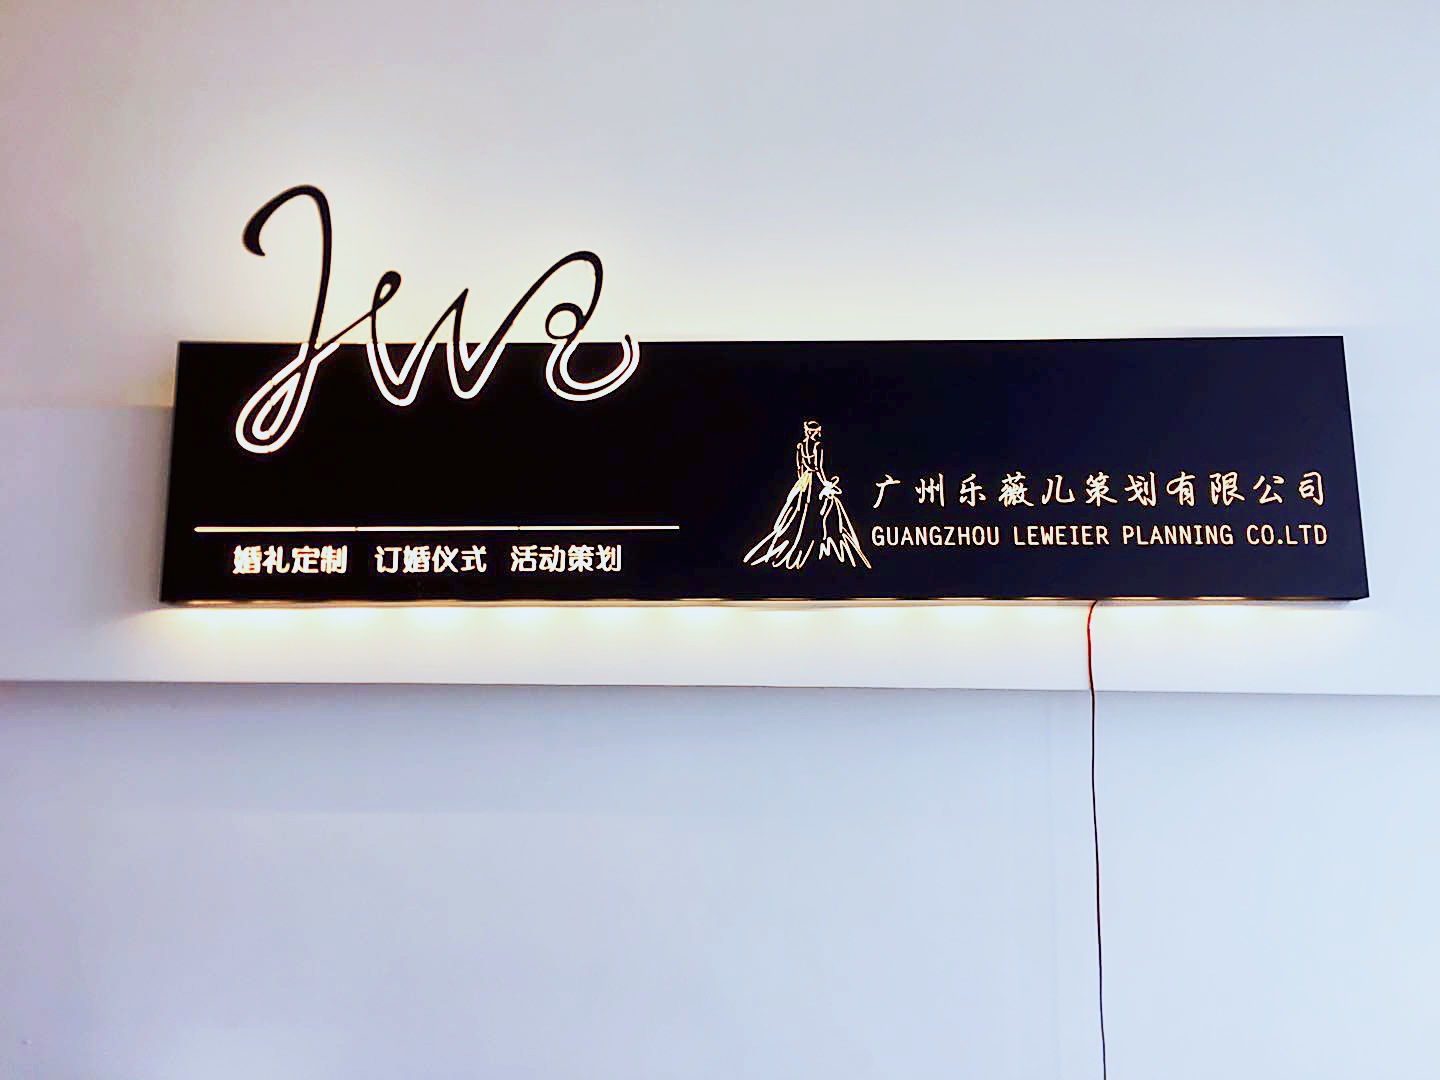 婚礼定制 订婚仪式 活动策划
广州乐薇儿策划有限公司
GUANGZHOU LEWEIER PLANNING CO.LTD